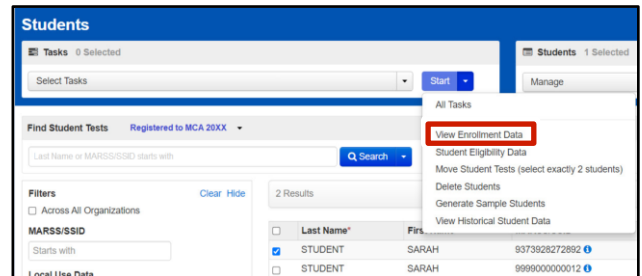 Students
Tasks 0 Selected
Students 1 Selected
Select Tasks
Start
Manage
All Tasks
View Enrollment Data
Student Eligibility Data
Move Student Tests (select exactly 2 students)
Delete Students
Generate Sample Students
View Historical Student Data
Find Student Tests Registered to MCA 20XX
Last Name or MARSS/SSID starts with
Search
Filters Clear Hide
2 Results
Across All Organizations
MARSS/SSID
Starts with
Local Use Data
Last Name*
STUDENT SARAH 9373928272892
STUDENT SARAH 9999000000012